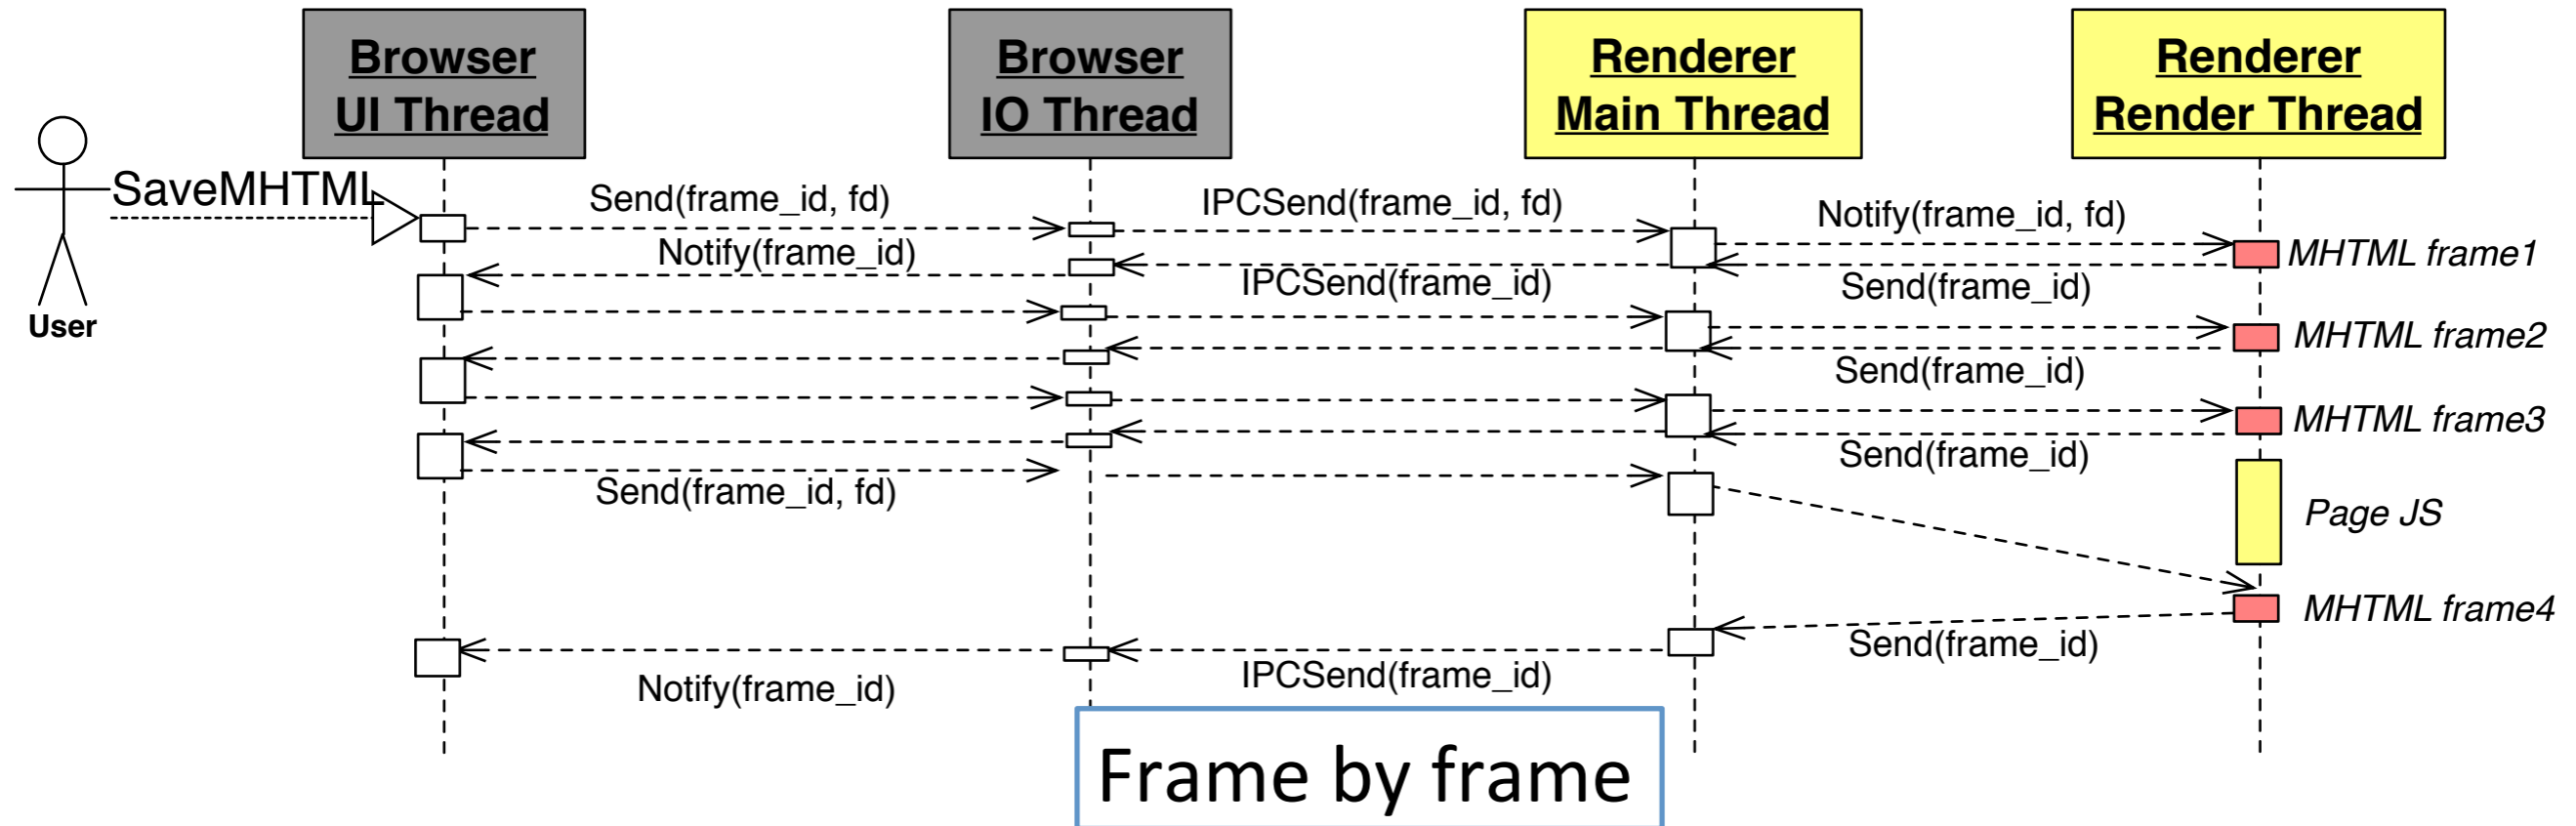 Browser
UI Thread
Browser
IO Thread
Renderer
Main Thread
Renderer
Render Thread
User
SaveMHTML
Send(frame_id, fd)
IPCSend(frame_id, fd)
Notify(frame_id, fd)
MHTML frame1
Notify(frame_id)
IPCSend(frame_id)
Send(frame_id)
MHTML frame2
Send(frame_id)
MHTML frame3
Send(frame_id)
Send(frame_id, fd)
Page JS
MHTML frame4
Send(frame_id)
IPCSend(frame_id)
Notify(frame_id)
Frame by frame